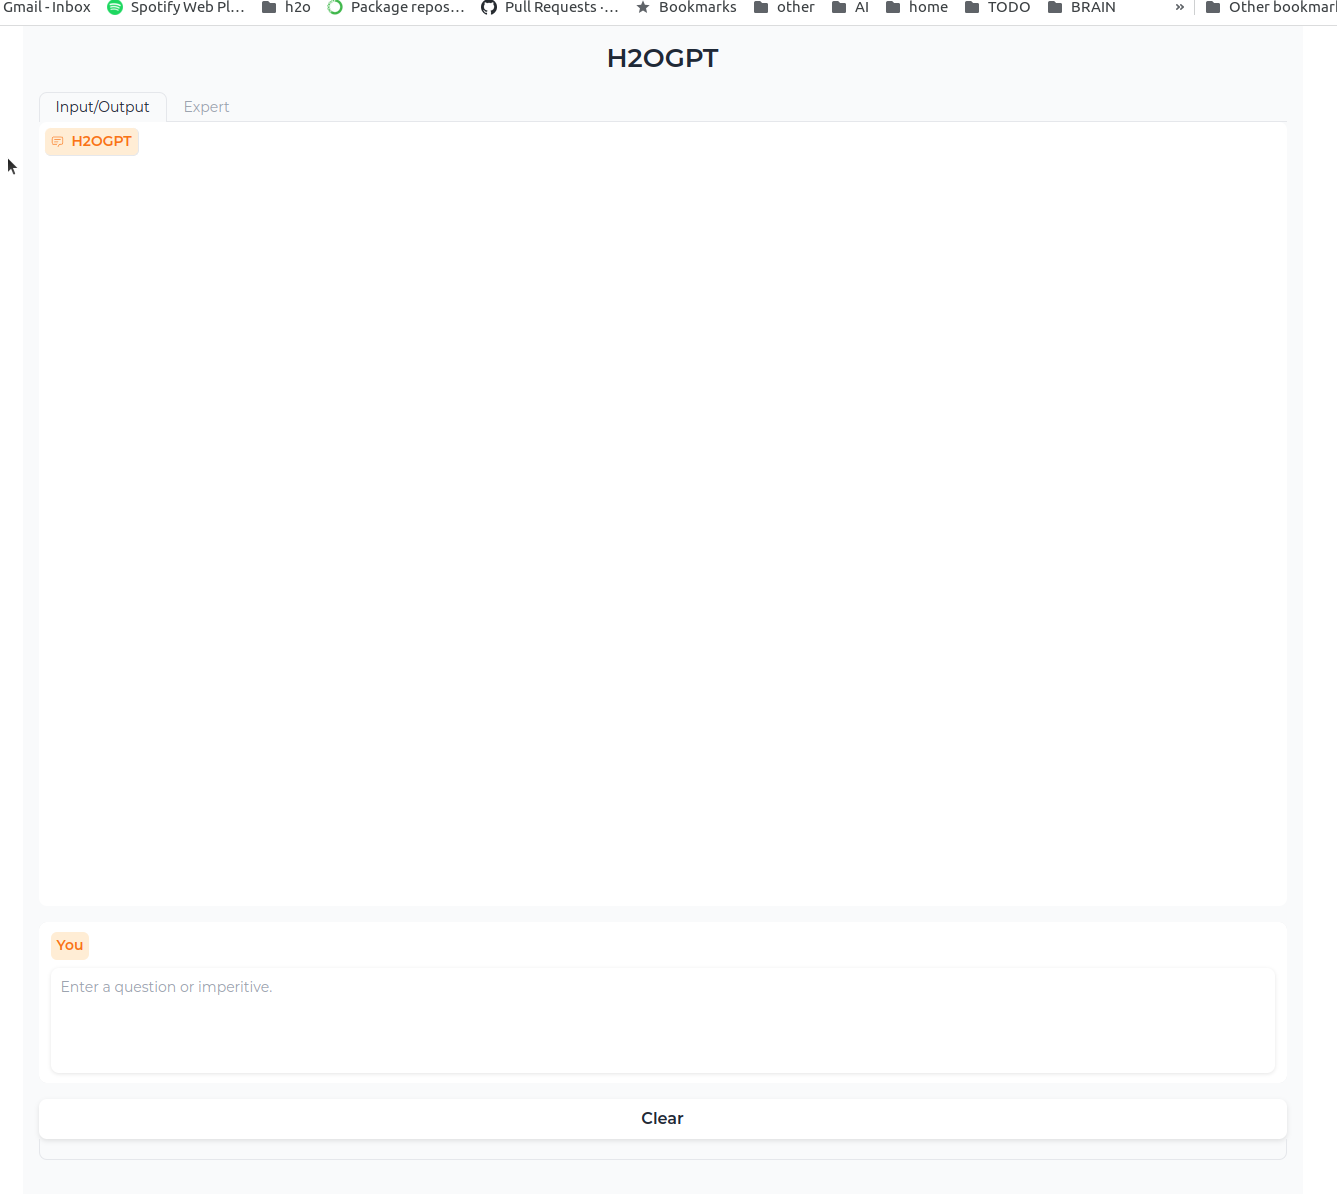 Gmail - Inbox Spotify Web Pl... h2o Package repos... Pull Requests ·... Bookmarks other AI home TODO BRAIN » Other bookmar
H2OGPT
Input/Output Expert
H2OGPT
You
Enter a question or imperitive.
Clear